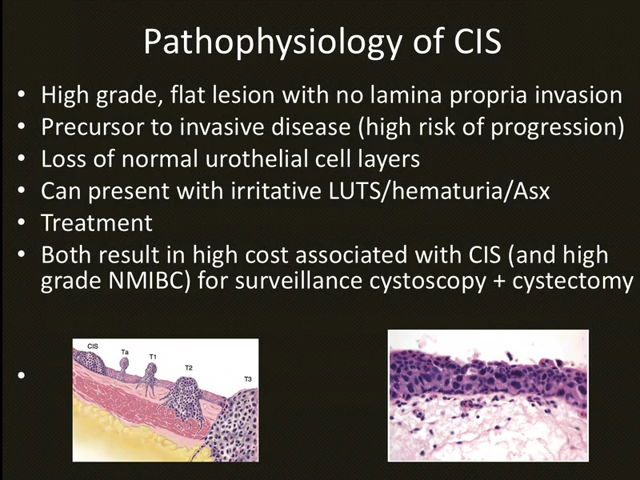 Pathophysiology of CIS
• High grade, flat lesion with no lamina propria invasion
• Precursor to invasive disease (high risk of progression)
• Loss of normal urothelial cell layers
• Can present with irritative LUTS/hematuria/Asx
• Treatment
• Both result in high cost associated with CIS (and high
grade NMIBC) for surveillance cystoscopy + cystectomy
•
CIS
Ta
T1
T2
T3